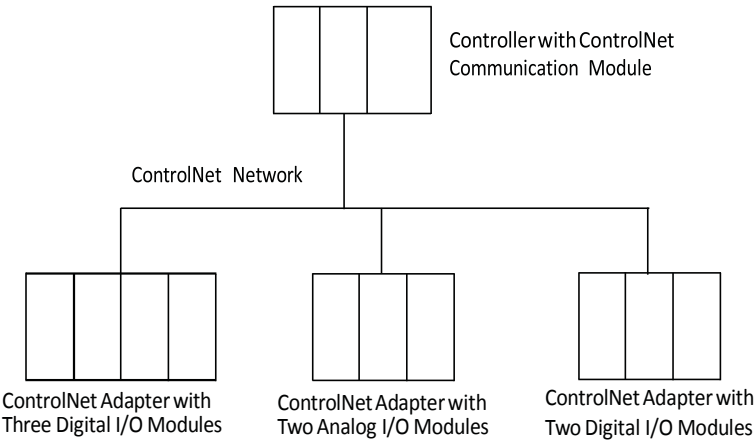 Controller with ControlNet
Communication Module
ControlNet Network
ControlNet Adapter with
Three Digital I/O Modules
ControlNet Adapter with
Two Analog I/O Modules
ControlNet Adapter with
Two Digital I/O Modules